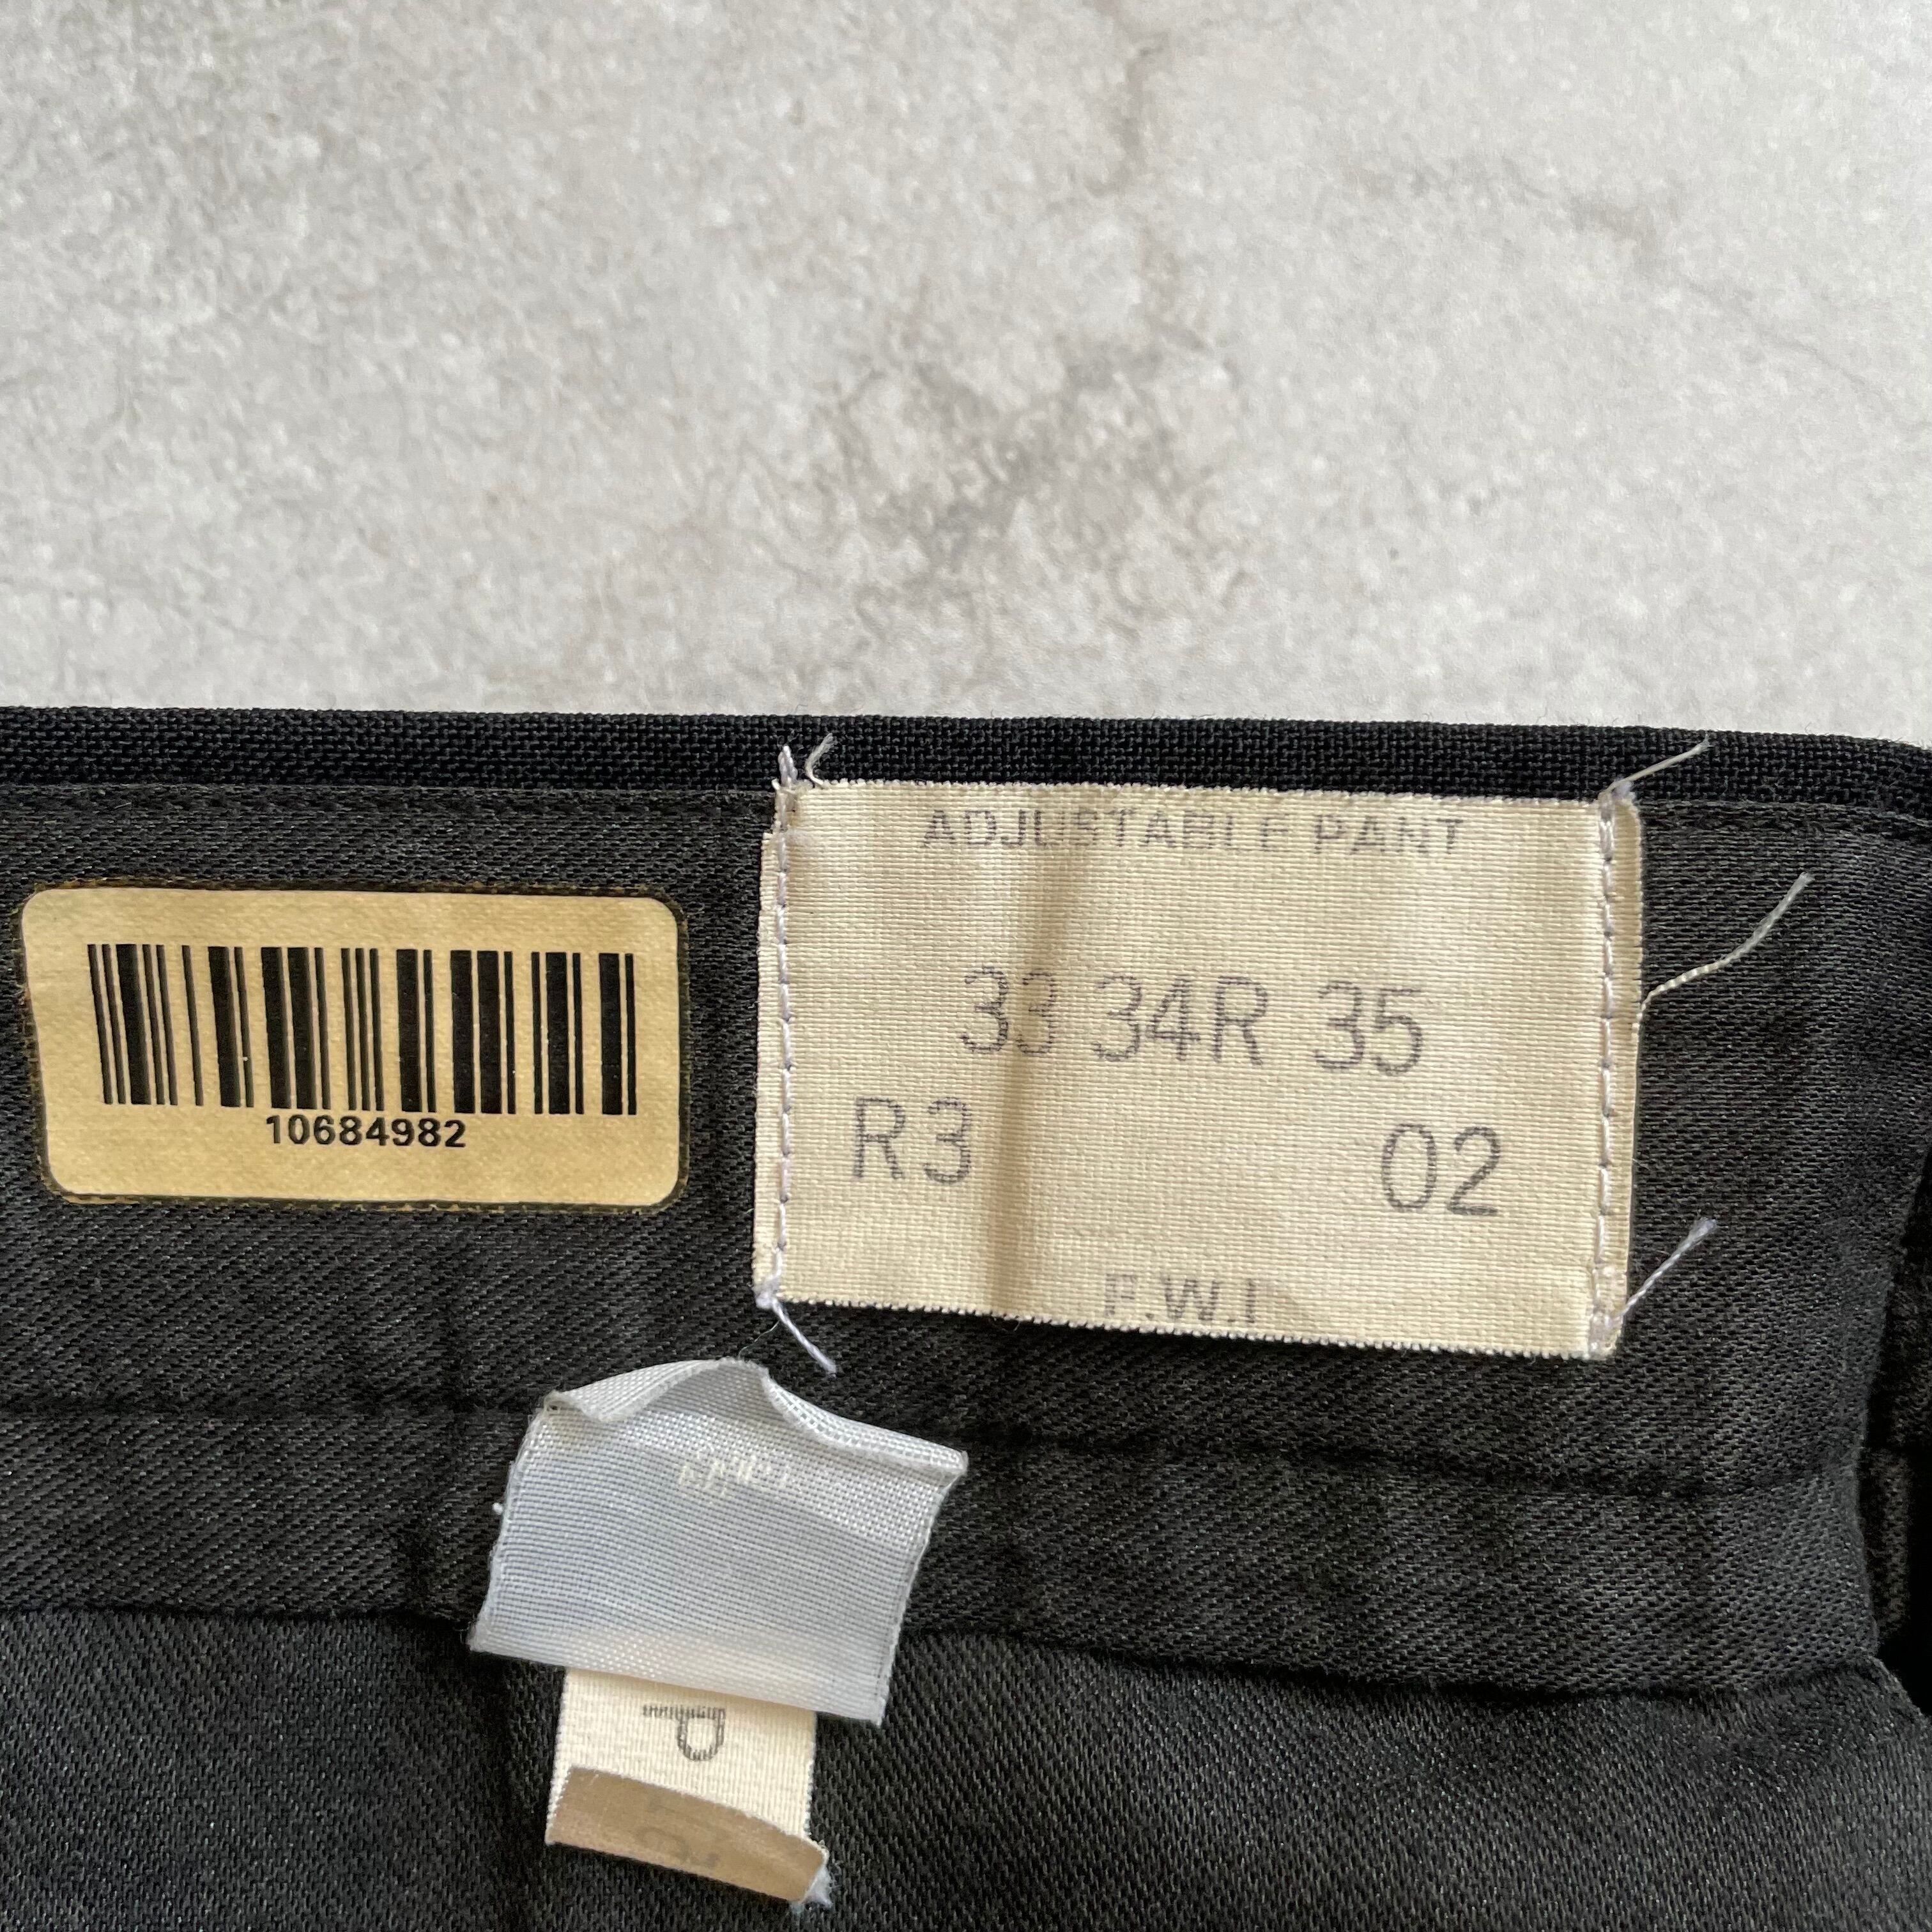 ADJUSTABLE PANT
33 34R 35
R3 02
F.W.I
10684982
P